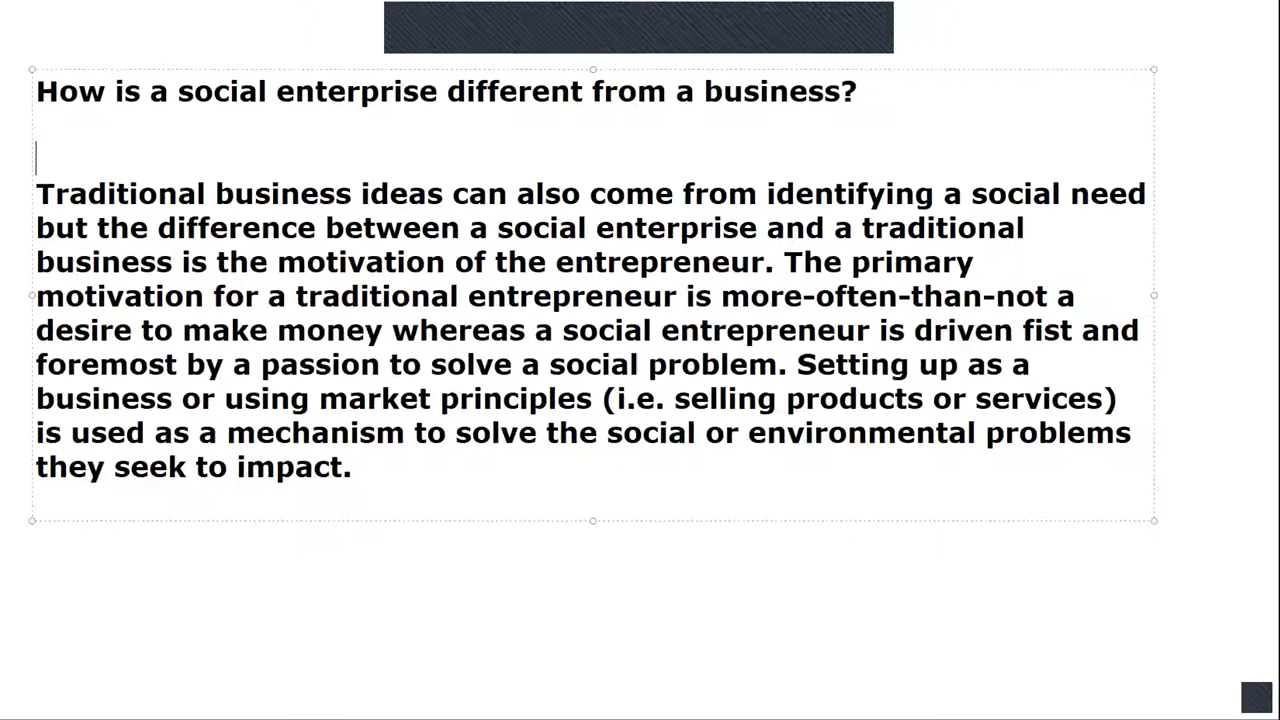 How is a social enterprise different from a business?
Traditional business ideas can also come from identifying a social need
but the difference between a social enterprise and a traditional
business is the motivation of the entrepreneur. The primary
motivation for a traditional entrepreneur is more-often-than-not a
desire to make money whereas a social entrepreneur is driven fist and
foremost by a passion to solve a social problem. Setting up as a
business or using market principles (i.e. selling products or services)
is used as a mechanism to solve the social or environmental problems
they seek to impact.